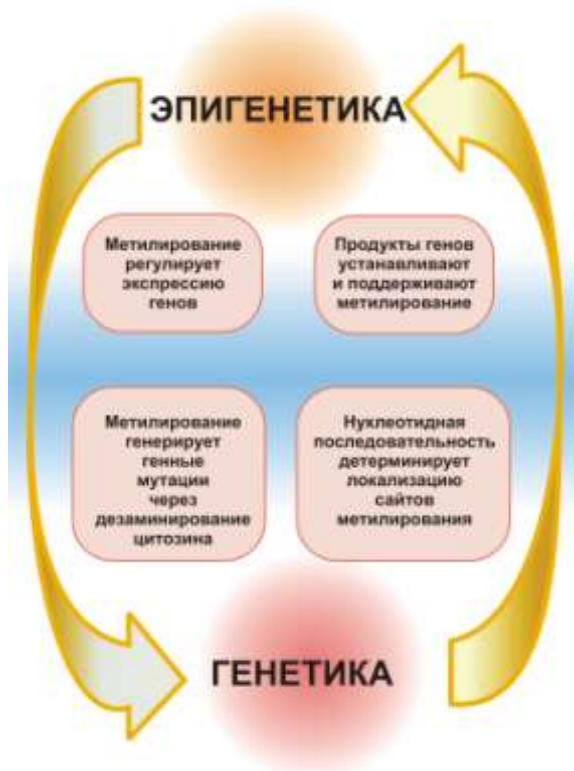 ЭПИГЕНЕТИКА
Метилирование
регулирует
экспрессию
генов
Продукты генов
устанавливают
и поддерживают
метилирование
Метилирование
генерирует
генные
мутации
через
дезаминирование
цитозина
Нуклеотидная
последовательность
детерминирует
локализацию
сайтов
метилирования
ГЕНЕТИКА